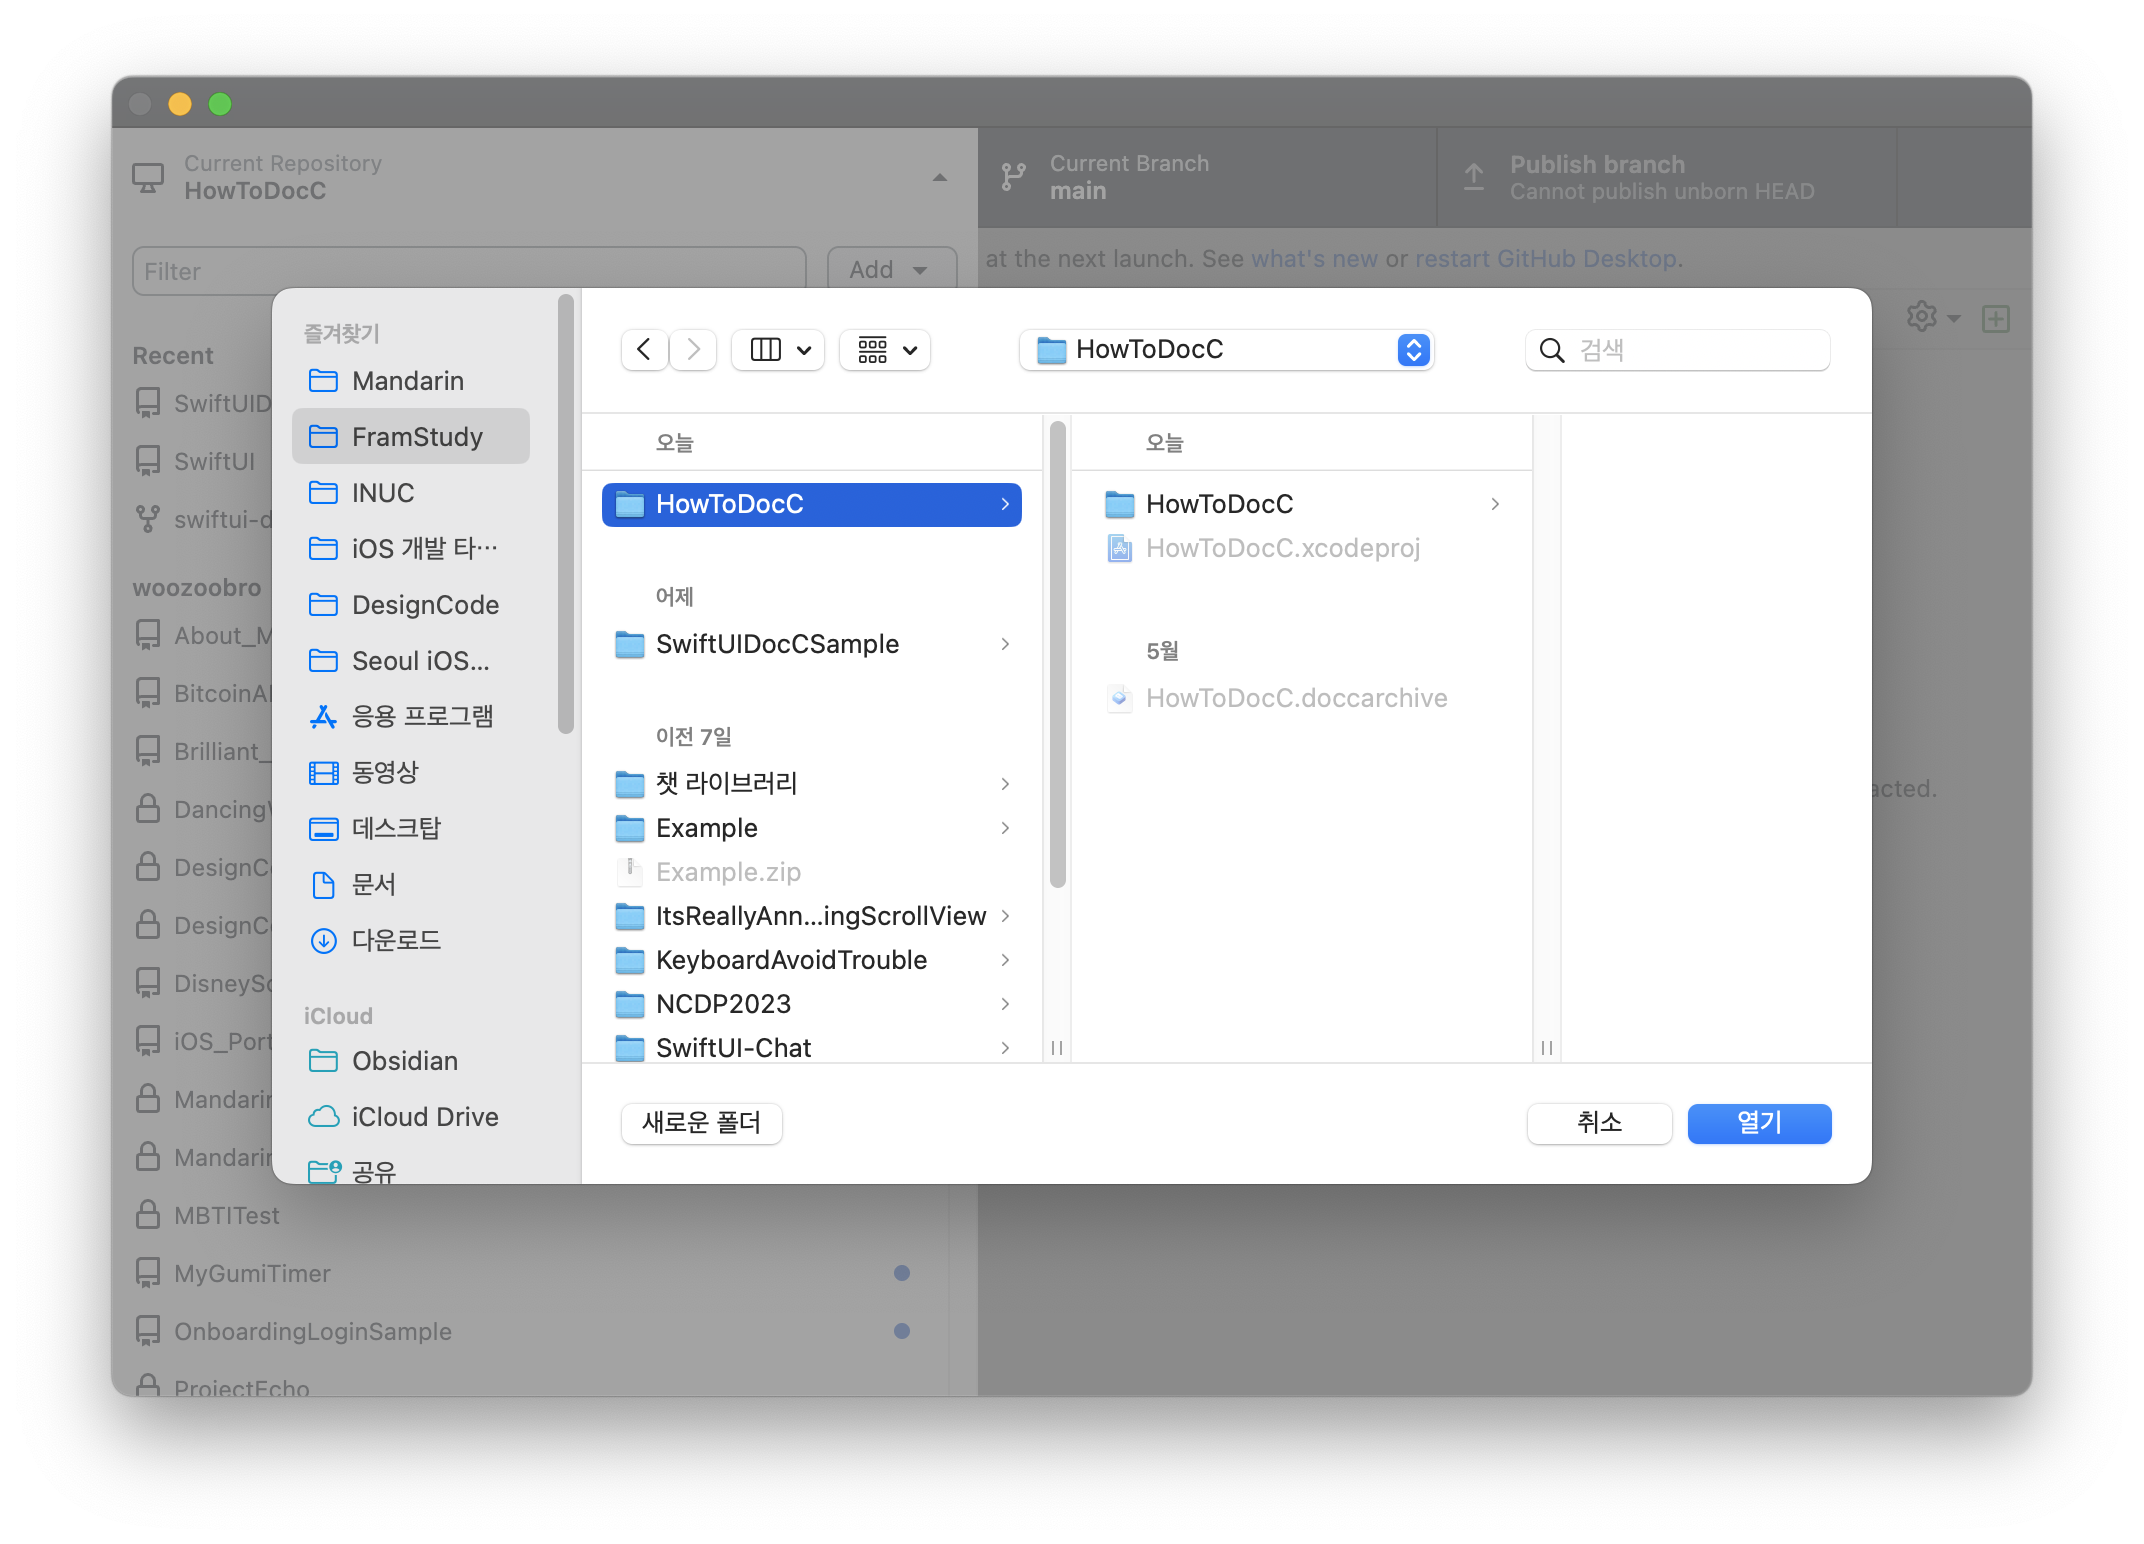 Current Repository
HowToDocC
Current Branch
main
Publish branch
Cannot publish unborn HEAD
Filter
Add
at the next launch. See what's new or restart GitHub Desktop.
Recent
SwiftUID
SwiftUI
swiftui-d
woozoobro
About_M
BitcoinA
Brilliant_
Dancing
DesignC
DesignC
DisneySc
iOS_Port
Mandarin
Mandarin
MBTITest
MyGumiTimer
OnboardingLoginSample
ProjectEcho
즐겨찾기
Mandarin
FramStudy
INUC
iOS 개발 타…
DesignCode
Seoul iOS...
응용 프로그램
동영상
데스크탑
문서
다운로드
iCloud
Obsidian
iCloud Drive
공유
HowToDocC
검색
오늘
HowToDocC
어제
SwiftUIDocCSample
이전 7일
챗 라이브러리
Example
Example.zip
ItsReallyAnn...ingScrollView
KeyboardAvoidTrouble
NCDP2023
SwiftUI-Chat
오늘
HowToDocC
HowToDocC.xcodeproj
5월
HowToDocC.doccarchive
acted.
새로운 폴더
취소
열기